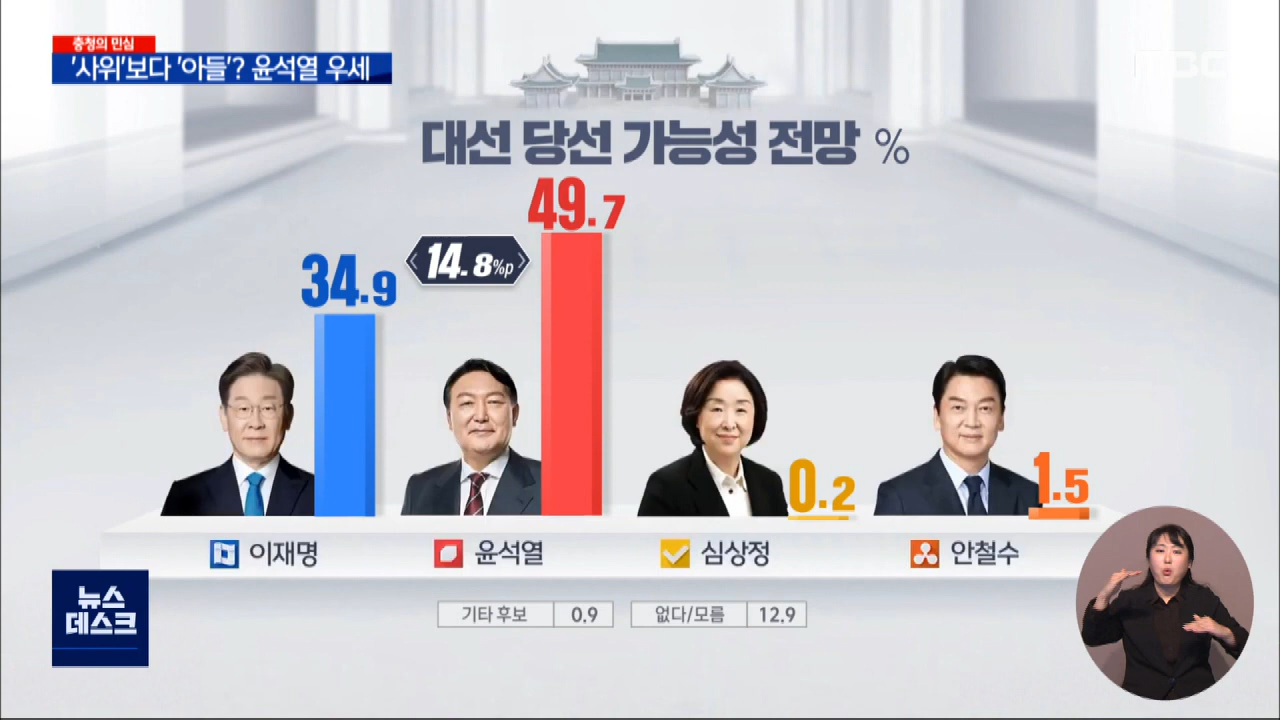 충청의 민심
'사위'보다 '아들'? 윤석열 우세
MBC
대선 당선 가능성 전망 %
34.9
14.8%p
49.7
0.2
1.5
이재명
윤석열
심상정
안철수
기타 후보 0.9
없다/모름 12.9
뉴스
데스크